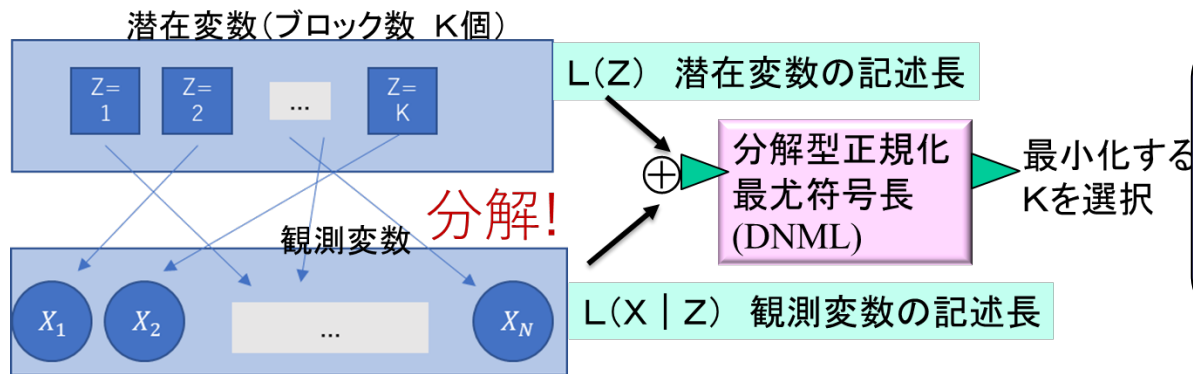 潜在変数(ブロック数 K個)
Z=
1
Z=
2
...
Z=
K
L(Z) 潜在変数の記述長
分解型正規化
最尤符号長
(DNML)
最小化する
Kを選択
⊕
分解!
観測変数
X₁
X₂
...
X_N
L(X|Z) 観測変数の記述長